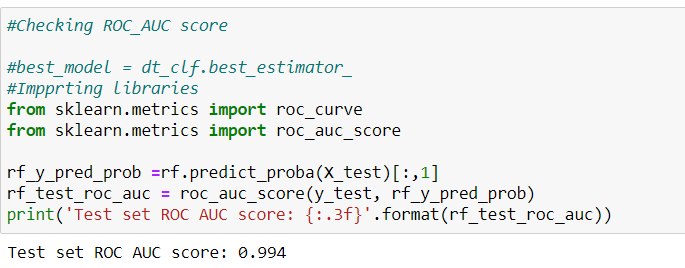 #Checking ROC_AUC score
#best_model = dt_clf.best_estimator_
#Impprting libraries
from sklearn.metrics import roc_curve
from sklearn.metrics import roc_auc_score
rf_y_pred_prob =rf.predict_proba(X_test)[:,1]
rf_test_roc_auc = roc_auc_score(y_test, rf_y_pred_prob)
print('Test set ROC AUC score: {:.3f}'.format(rf_test_roc_auc))
Test set ROC AUC score: 0.994